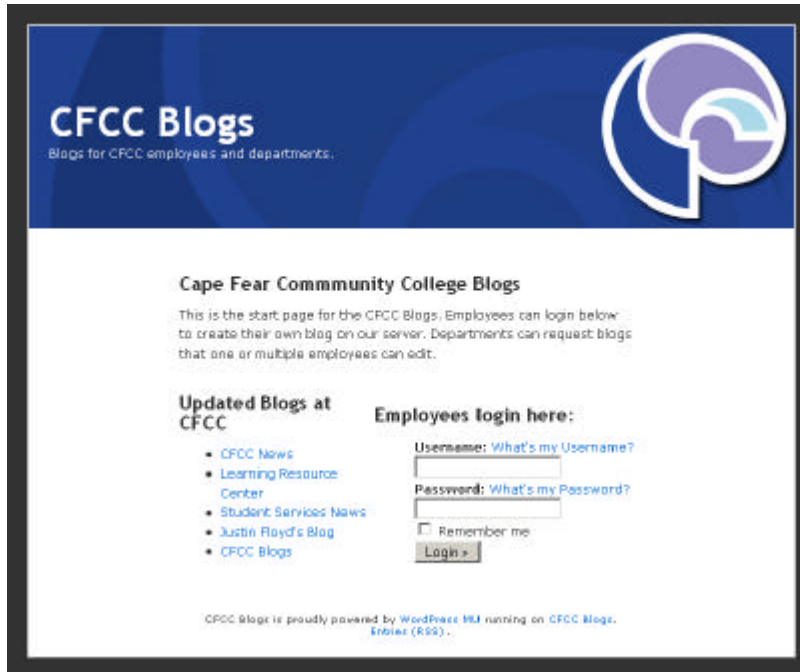 CFCC Blogs
Blogs for CFCC employees and departments.
Cape Fear Commmunity College Blogs
This is the start page for the CFCC Blogs. Employees can login below
to create their own blog on our server. Departments can request blogs
that one or multiple employees can edit.
Updated Blogs at
CFCC
CFCC News
Learning Resource
Center
Student Services News
Justin Floyd's Blog
CFCC Blogs
Employees login here:
Username: What's my Username?
Password: What's my Password?
Remember me
Login »
CFCC Blogs is proudly powered by WordPress MU running on CFCC Blogs.
Entries (RSS).